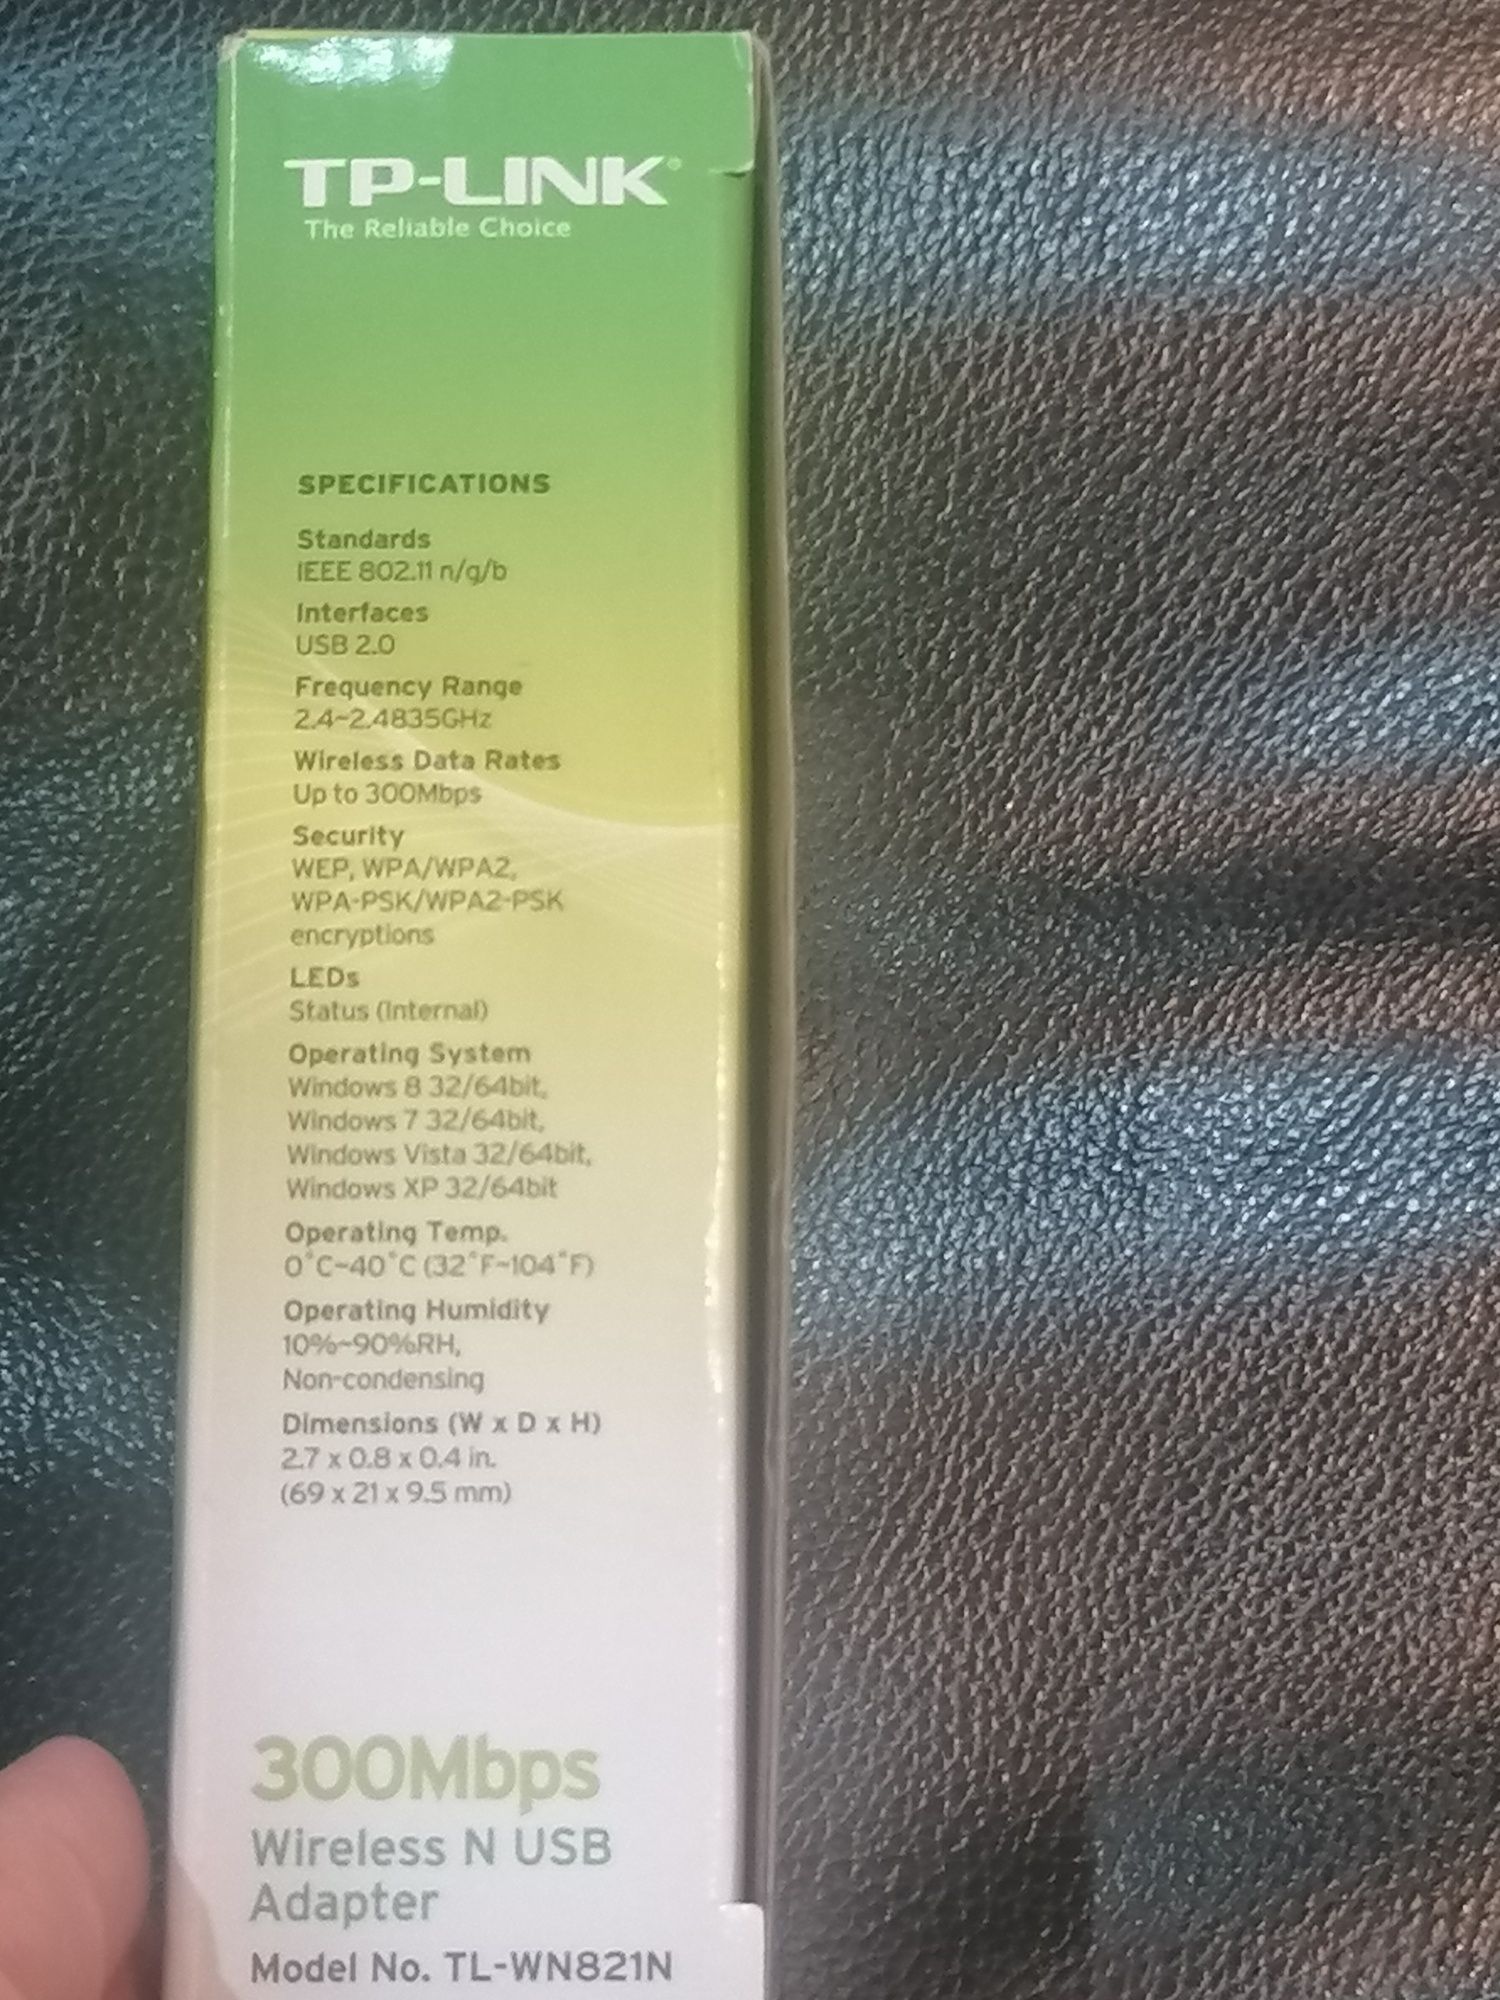 TP-LINK®
The Reliable Choice
SPECIFICATIONS
Standards
IEEE 802.11 n/g/b
Interfaces
USB 2.0
Frequency Range
2.4~2.4835GHz
Wireless Data Rates
Up to 300Mbps
Security
WEP, WPA/WPA2,
WPA-PSK/WPA2-PSK
encryptions
LEDs
Status (Internal)
Operating System
Windows 8 32/64bit,
Windows 7 32/64bit,
Windows Vista 32/64bit,
Windows XP 32/64bit
Operating Temp.
0°C~40°C (32°F~104°F)
Operating Humidity
10%~90%RH,
Non-condensing
Dimensions (W x D x H)
2.7 x 0.8 x 0.4 in.
(69 x 21 x 9.5 mm)
300Mbps
Wireless N USB
Adapter
Model No. TL-WN821N